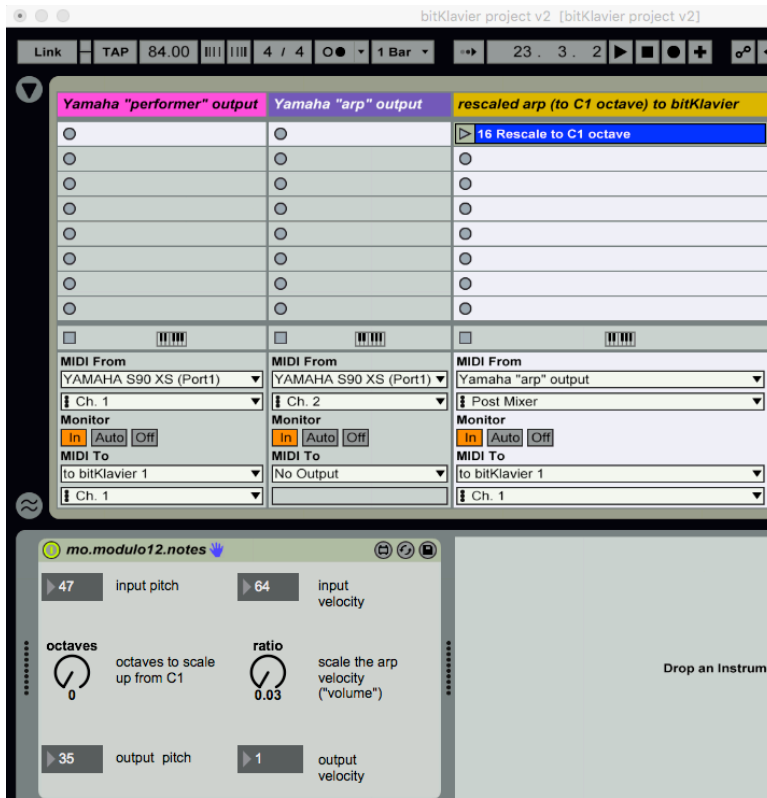 bitKlavier project v2 [bitKlavier project v2]
Link TAP 84.00 4 / 4 1 Bar 23 . 3 . 2
Yamaha "performer" output Yamaha "arp" output rescaled arp (to C1 octave) to bitKlavier
16 Rescale to C1 octave
MIDI From MIDI From MIDI From
YAMAHA S90 XS (Port1) YAMAHA S90 XS (Port1) Yamaha "arp" output
Ch. 1 Ch. 2 Post Mixer
Monitor Monitor Monitor
In Auto Off In Auto Off In Auto Off
MIDI To MIDI To MIDI To
to bitKlavier 1 No Output to bitKlavier 1
Ch. 1 Ch. 1
mo.modulo12.notes
47 input pitch 64 input
velocity
octaves ratio
octaves to scale scale the arp
up from C1 velocity
0 0.03 ("volume")
Drop an Instrum
35 output pitch 1 output
velocity